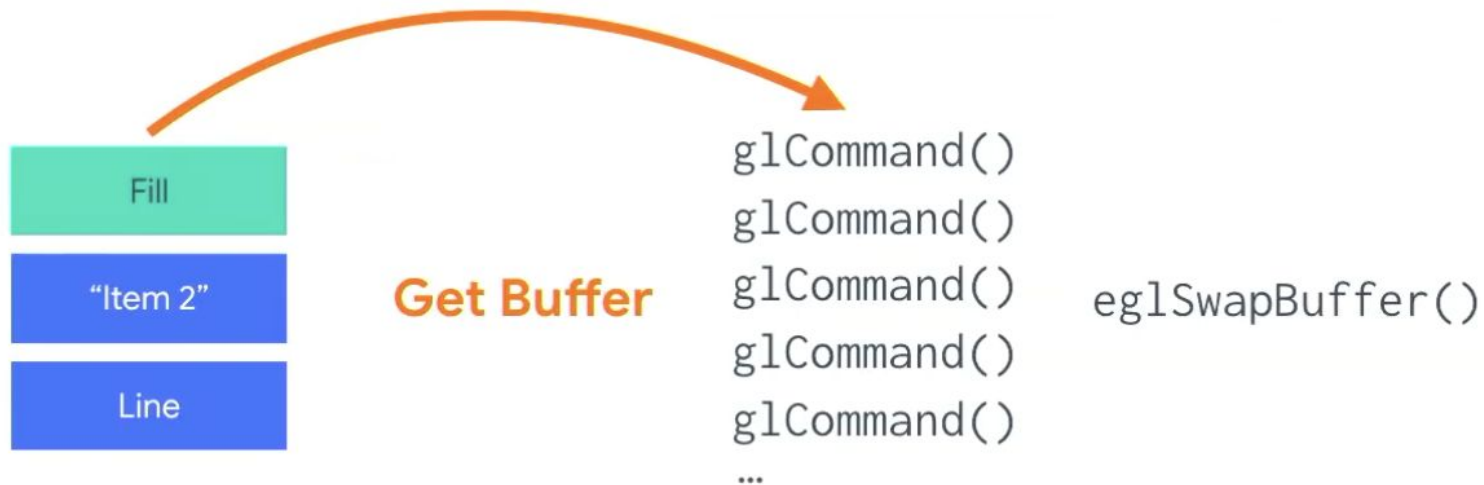 Fill
“Item 2”
Line
Get Buffer
glCommand()
glCommand()
glCommand()
glCommand()
glCommand()
...
eglSwapBuffer()